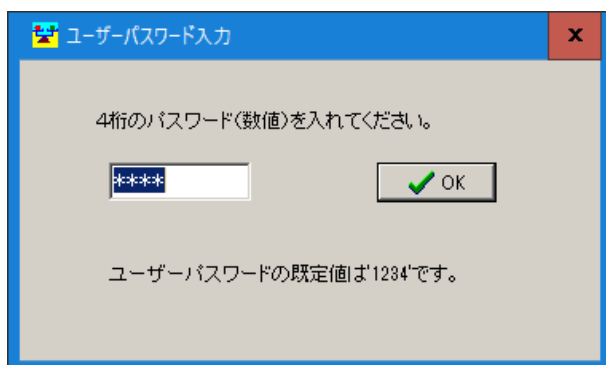 ユーザーパスワード入力
x
4桁のパスワード(数値)を入れてください。
****
OK
ユーザーパスワードの既定値は'1234'です。